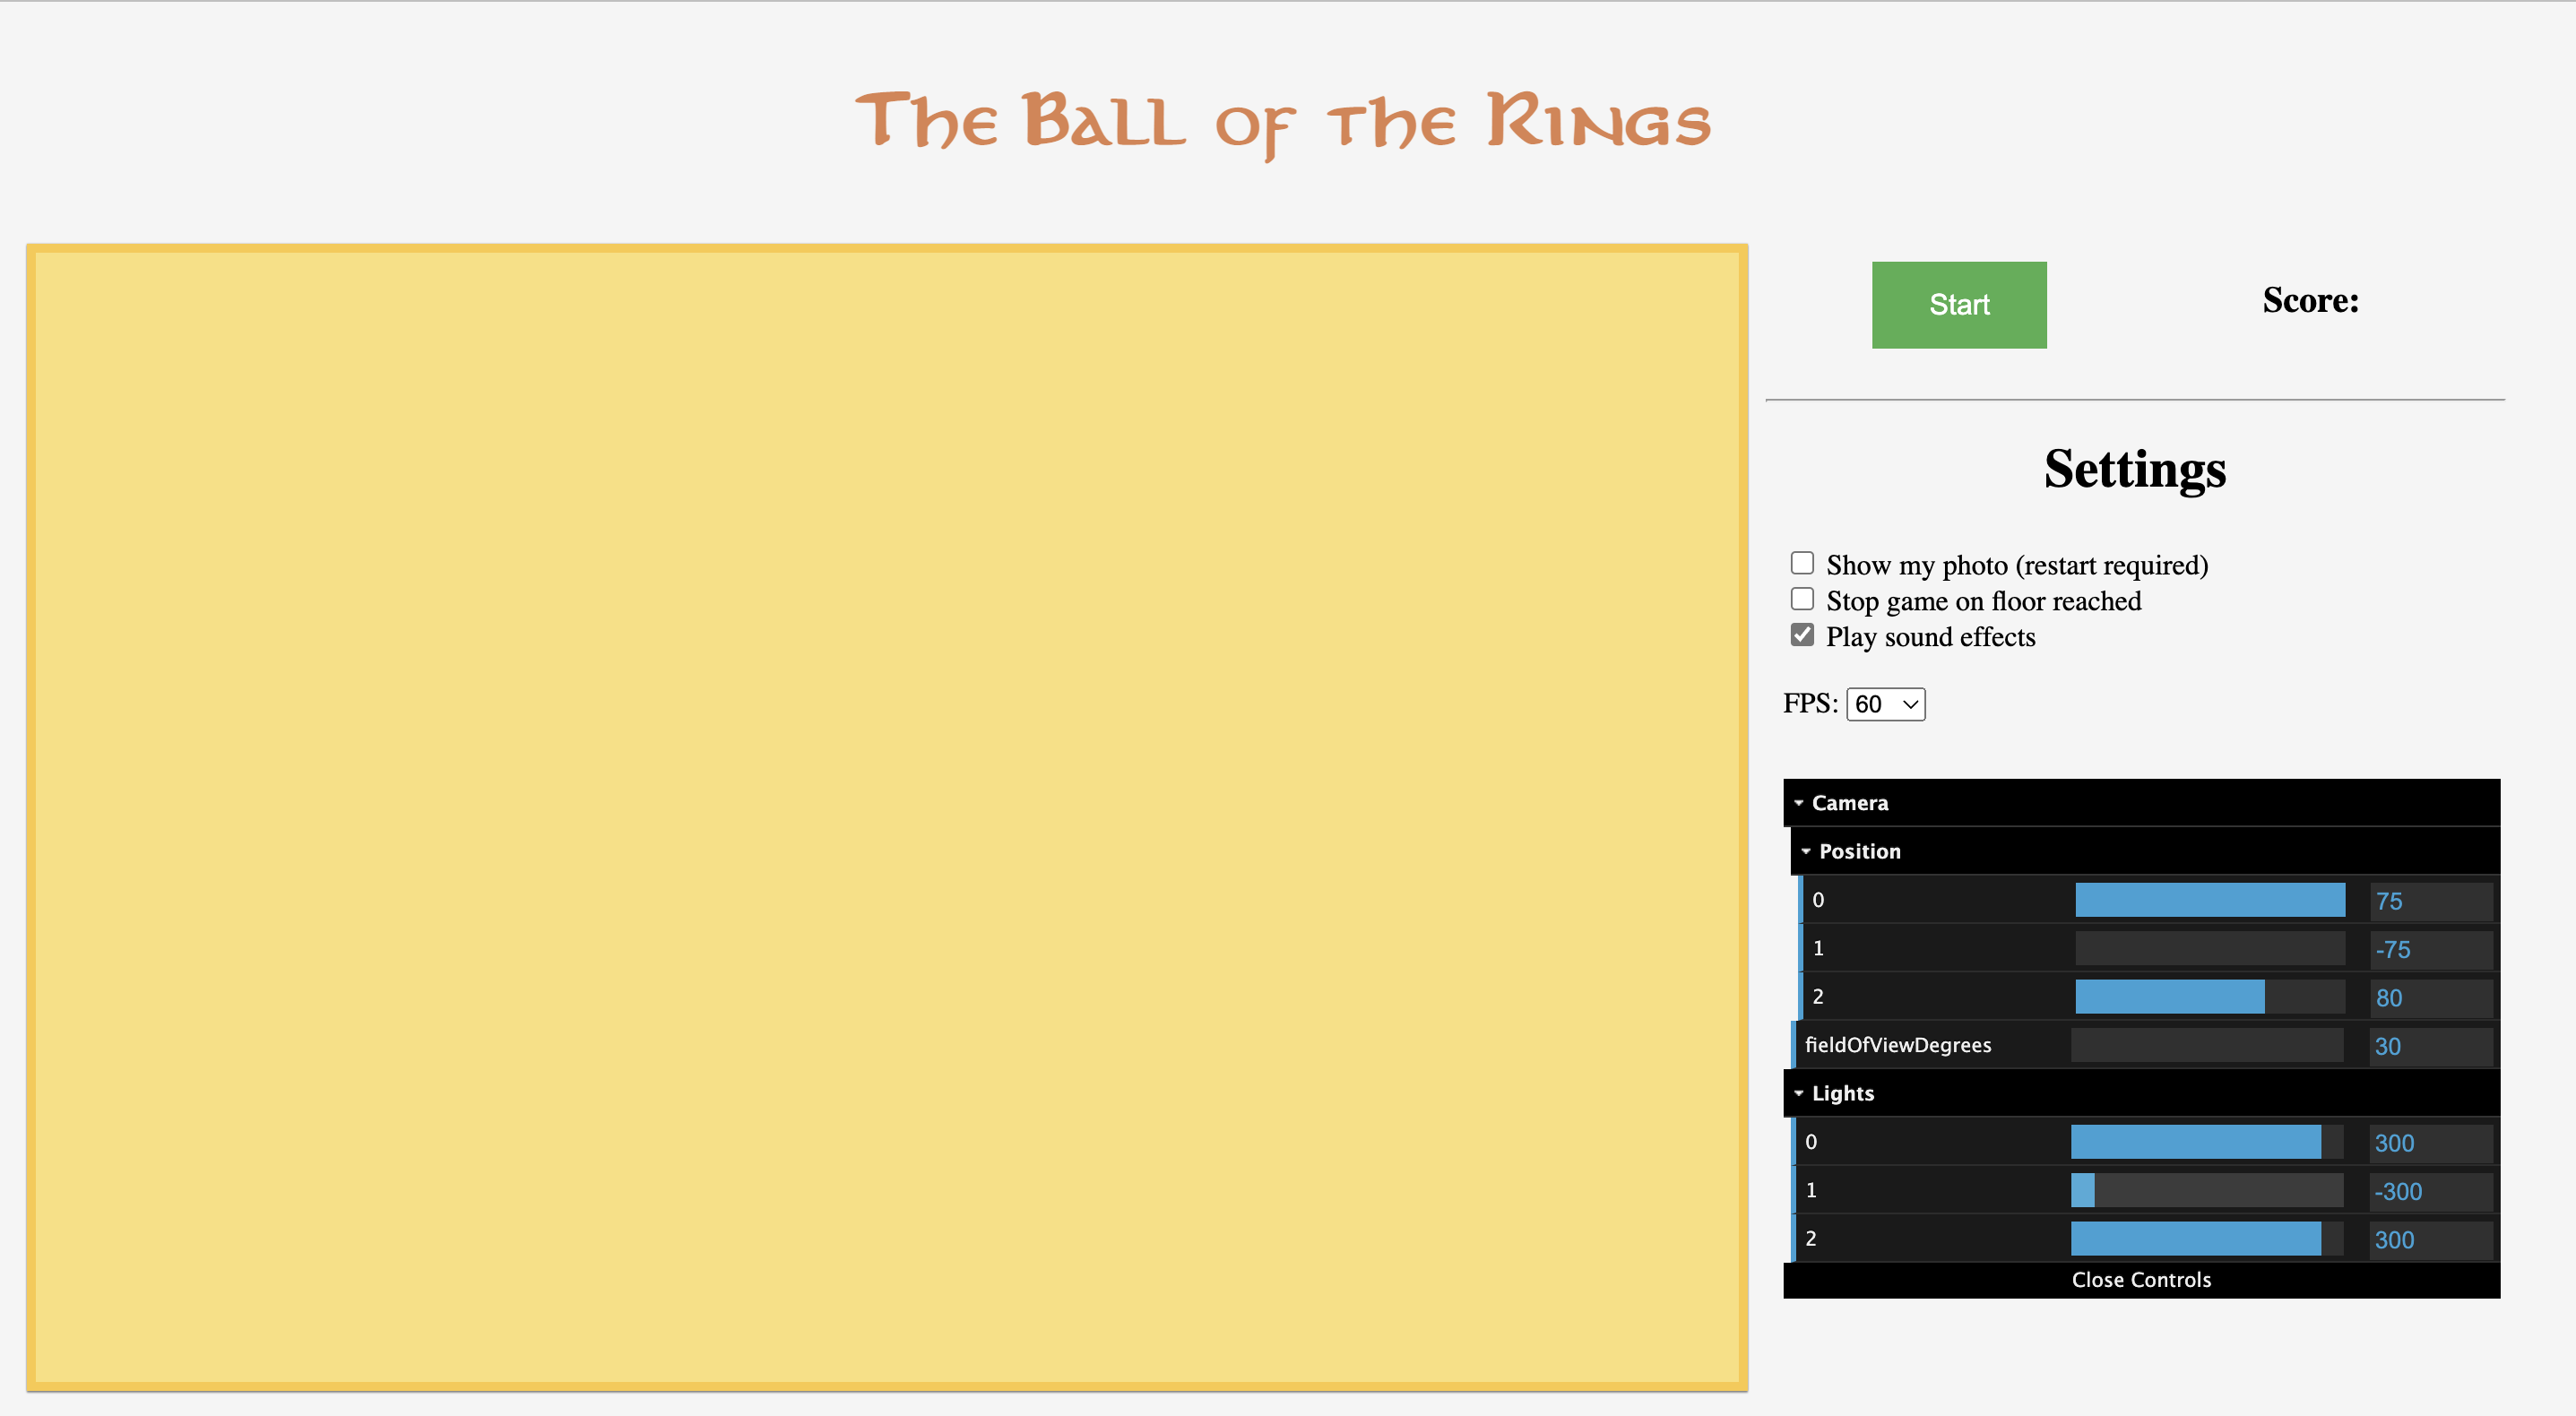 The Ball of the Rings
Start
Score:
Settings
Show my photo (restart required)
Stop game on floor reached
Play sound effects
FPS: 60
Camera
Position
0 75
1 -75
2 80
fieldOfViewDegrees 30
Lights
0 300
1 -300
2 300
Close Controls